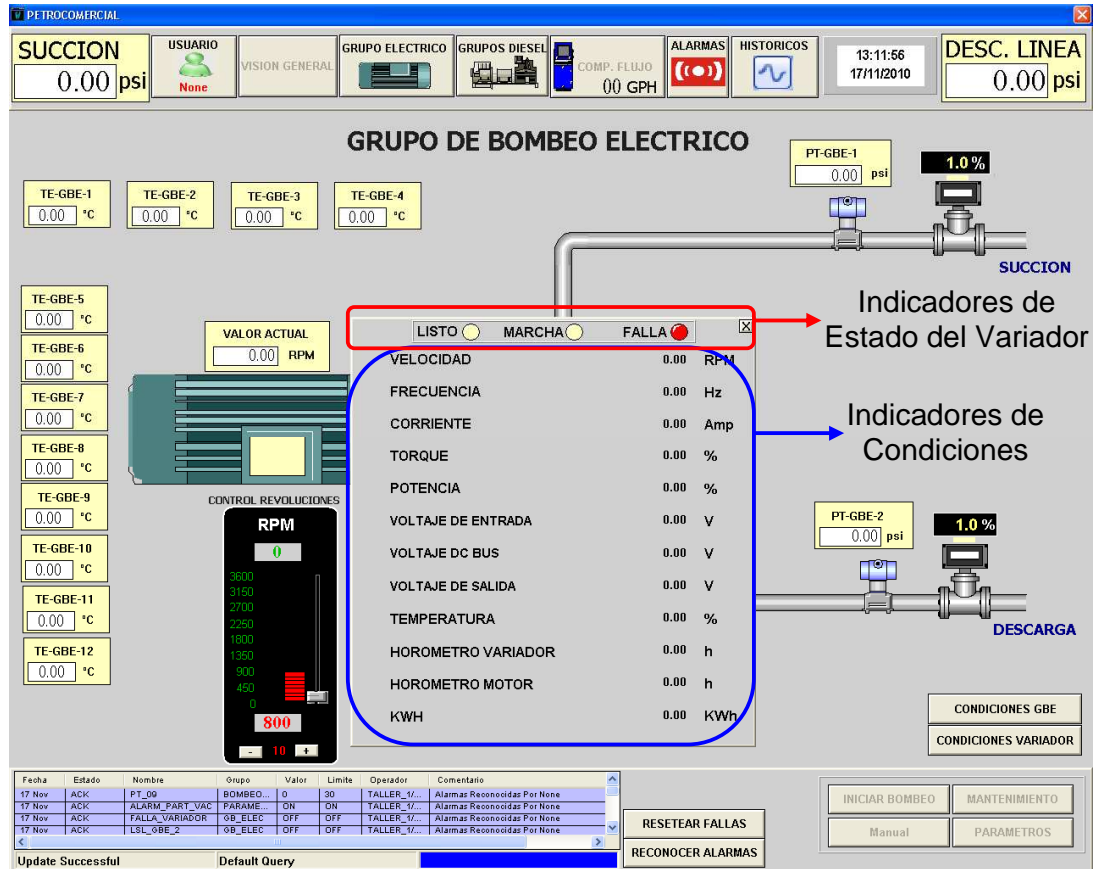 PETROCOMERCIAL
SUCCION
0.00 psi
USUARIO
None
VISION GENERAL
GRUPO ELECTRICO
GRUPOS DIESEL
COMP. FLUJO
00 GPH
ALARMAS
HISTORICOS
13:11:56
17/11/2010
DESC. LINEA
0.00 psi
GRUPO DE BOMBEO ELECTRICO
PT-GBE-1
0.00 psi
1.0 %
SUCCION
TE-GBE-1
0.00 °C
TE-GBE-2
0.00 °C
TE-GBE-3
0.00 °C
TE-GBE-4
0.00 °C
TE-GBE-5
0.00 °C
TE-GBE-6
0.00 °C
TE-GBE-7
0.00 °C
TE-GBE-8
0.00 °C
TE-GBE-9
0.00 °C
TE-GBE-10
0.00 °C
TE-GBE-11
0.00 °C
TE-GBE-12
0.00 °C
VALOR ACTUAL
0.00 RPM
CONTROL REVOLUCIONES
RPM
0
3600
3150
2700
2250
1800
1350
900
450
0
800
- 10 +
LISTO MARCHA FALLA X
VELOCIDAD 0.00 RPM
FRECUENCIA 0.00 Hz
CORRIENTE 0.00 Amp
TORQUE 0.00 %
POTENCIA 0.00 %
VOLTAJE DE ENTRADA 0.00 V
VOLTAJE DC BUS 0.00 V
VOLTAJE DE SALIDA 0.00 V
TEMPERATURA 0.00 %
HOROMETRO VARIADOR 0.00 h
HOROMETRO MOTOR 0.00 h
KWH 0.00 KWh
Indicadores de
Estado del Variador
Indicadores de
Condiciones
PT-GBE-2
0.00 psi
1.0 %
DESCARGA
CONDICIONES GBE
CONDICIONES VARIADOR
Fecha Estado Nombre Grupo Valor Limite Operador Comentario
17 Nov ACK PT_09 BOMBEO... 0 30 TALLER_1/... Alarmas Reconocidas Por None
17 Nov ACK ALARM_PART_VAC PARAME... ON ON TALLER_1/... Alarmas Reconocidas Por None
17 Nov ACK FALLA_VARIADOR GB_ELEC OFF OFF TALLER_1/... Alarmas Reconocidas Por None
17 Nov ACK LSL_GBE_2 GB_ELEC OFF OFF TALLER_1/... Alarmas Reconocidas Por None
Update Successful Default Query
RESETEAR FALLAS
RECONOCER ALARMAS
INICIAR BOMBEO
MANTENIMIENTO
Manual
PARAMETROS